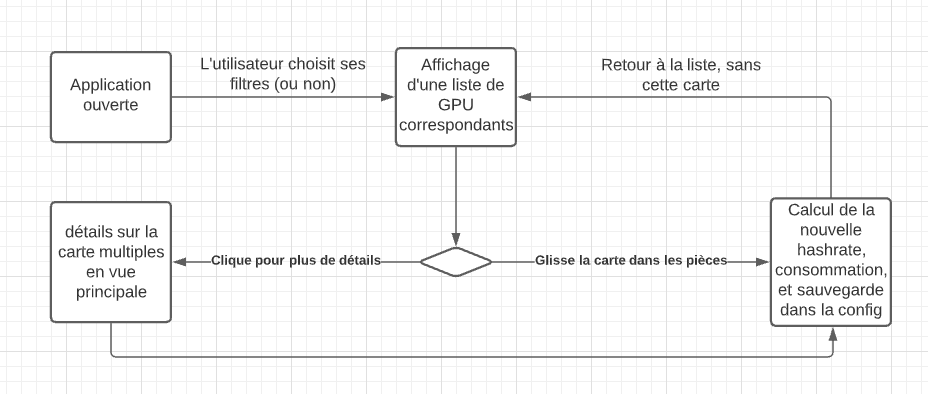 Application
ouverte
L'utilisateur choisit ses
filtres (ou non)
Affichage
d'une liste de
GPU
correspondants
Retour à la liste, sans
cette carte
détails sur la
carte multiples
en vue
principale
Clique pour plus de détails
Glisse la carte dans les pièces
Calcul de la
nouvelle
hashrate,
consommation,
et sauvegarde
dans la config